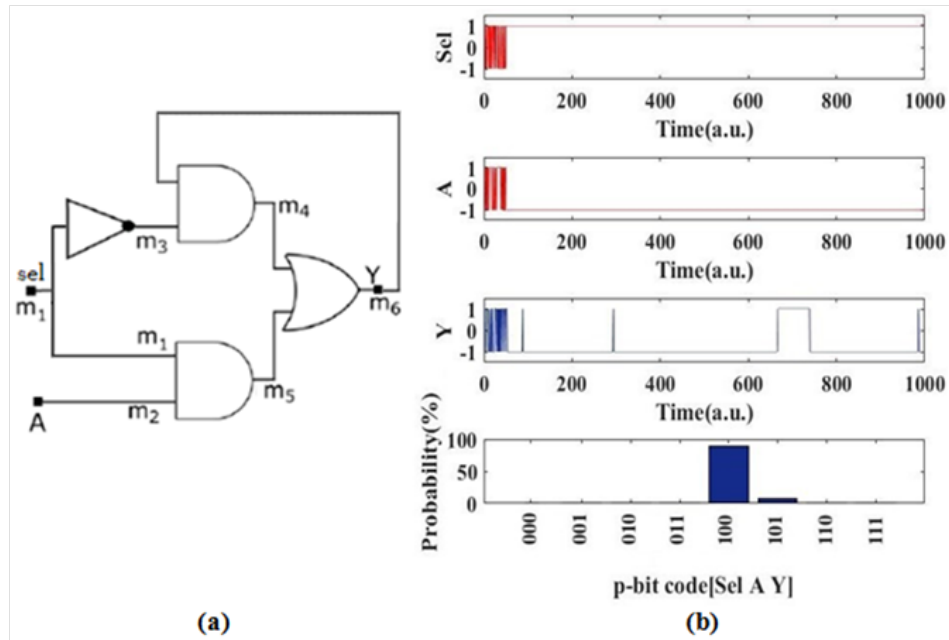 sel
m1
A
m3
m1
m2
m4
m5
Y
m6
(a)
Sel
1
0
-1
0 200 400 600 800 1000
Time(a.u.)
A
1
0
-1
0 200 400 600 800 1000
Time(a.u.)
Y
1
0
-1
0 200 400 600 800 1000
Time(a.u.)
Probability(%)
100
50
0
000 001 010 011 100 101 110 111
p-bit code[Sel A Y]
(b)